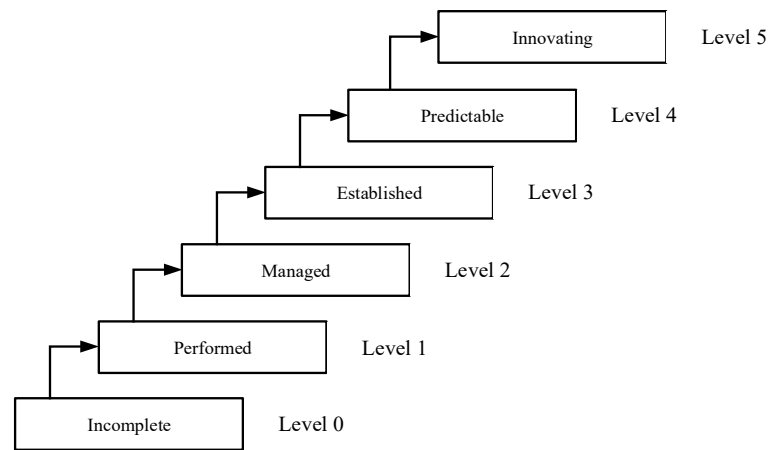 Innovating Level 5
Predictable Level 4
Established Level 3
Managed Level 2
Performed Level 1
Incomplete Level 0